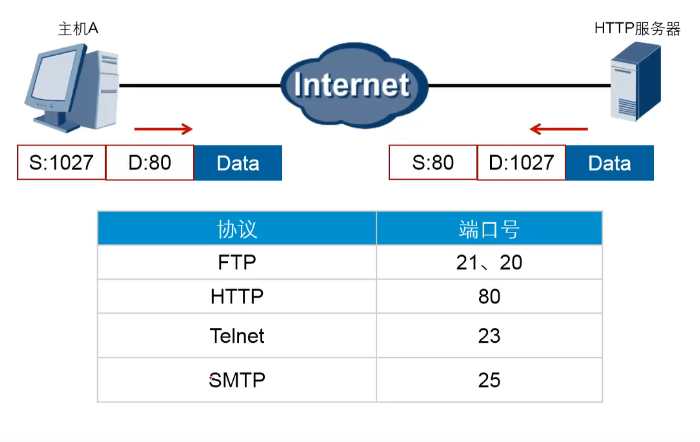 主机A
HTTP服务器
Internet
S:1027 D:80 Data
S:80 D:1027 Data
协议 端口号
FTP 21、20
HTTP 80
Telnet 23
SMTP 25